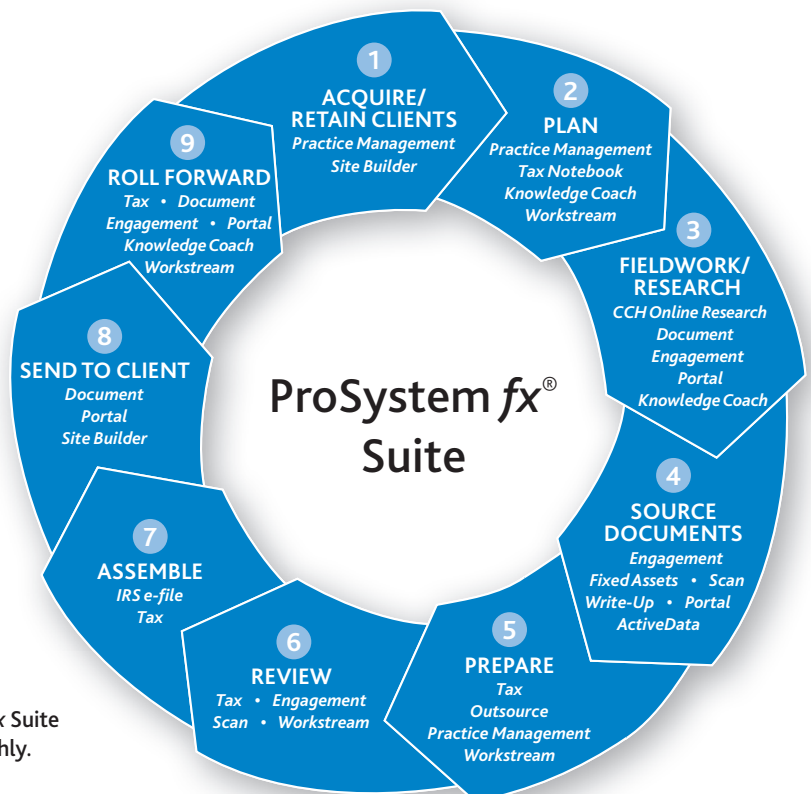 1
ACQUIRE/
RETAIN CLIENTS
Practice Management
Site Builder
2
PLAN
Practice Management
Tax Notebook
Knowledge Coach
Workstream
3
FIELDWORK/
RESEARCH
CCH Online Research
Document
Engagement
Portal
Knowledge Coach
4
SOURCE
DOCUMENTS
Engagement
Fixed Assets • Scan
Write-Up • Portal
ActiveData
5
PREPARE
Tax
Outsource
Practice Management
Workstream
6
REVIEW
Tax • Engagement
Scan • Workstream
7
ASSEMBLE
IRS e-file
Tax
8
SEND TO CLIENT
Document
Portal
Site Builder
9
ROLL FORWARD
Tax • Document
Engagement • Portal
Knowledge Coach
Workstream
ProSystem fx®
Suite
x Suite
hly.